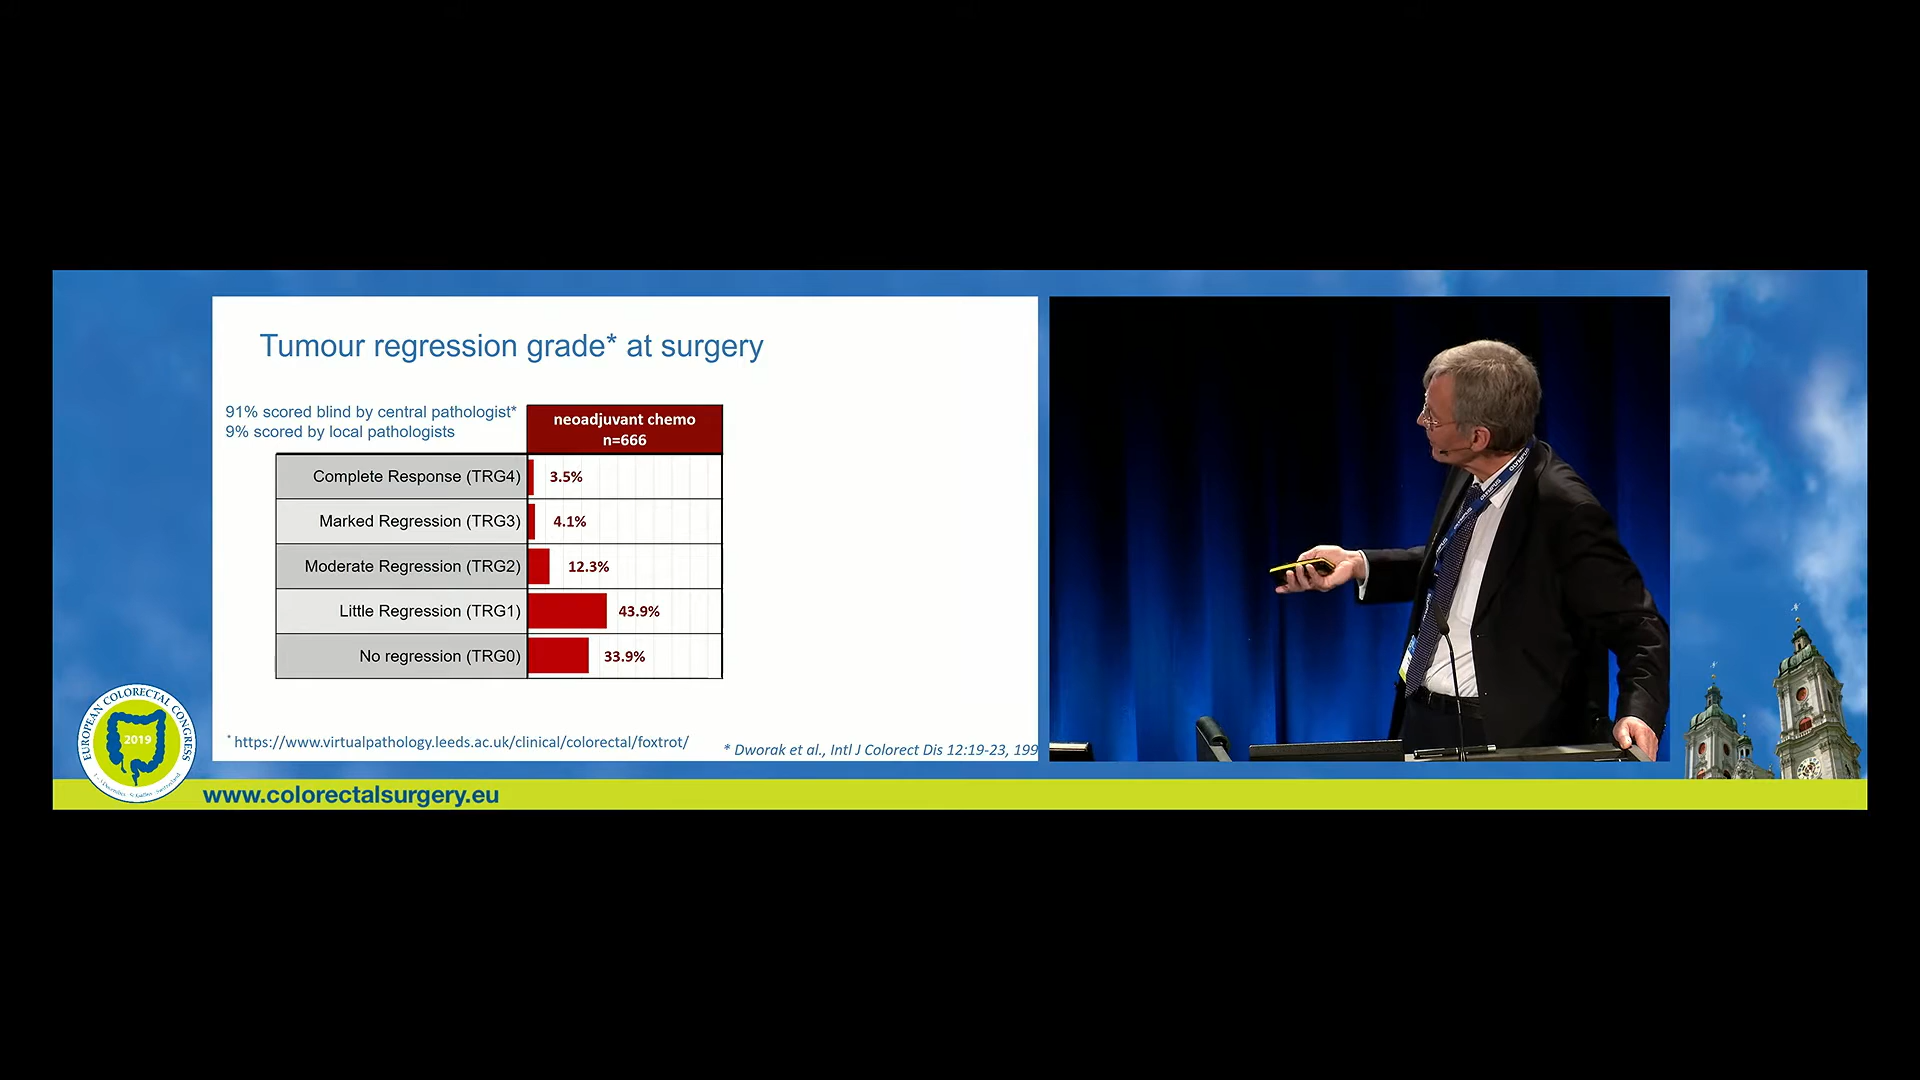 Tumour regression grade* at surgery
91% scored blind by central pathologist*
9% scored by local pathologists
neoadjuvant chemo
n=666
Complete Response (TRG4) 3.5%
Marked Regression (TRG3) 4.1%
Moderate Regression (TRG2) 12.3%
Little Regression (TRG1) 43.9%
No regression (TRG0) 33.9%
* https://www.virtualpathology.leeds.ac.uk/clinical/colorectal/foxtrot/
* Dworak et al., Intl J Colorect Dis 12:19-23, 199
EUROPEAN COLORECTAL CONGRESS
2019
www.colorectalsurgery.eu
OLYMPUS
OLYMPUS